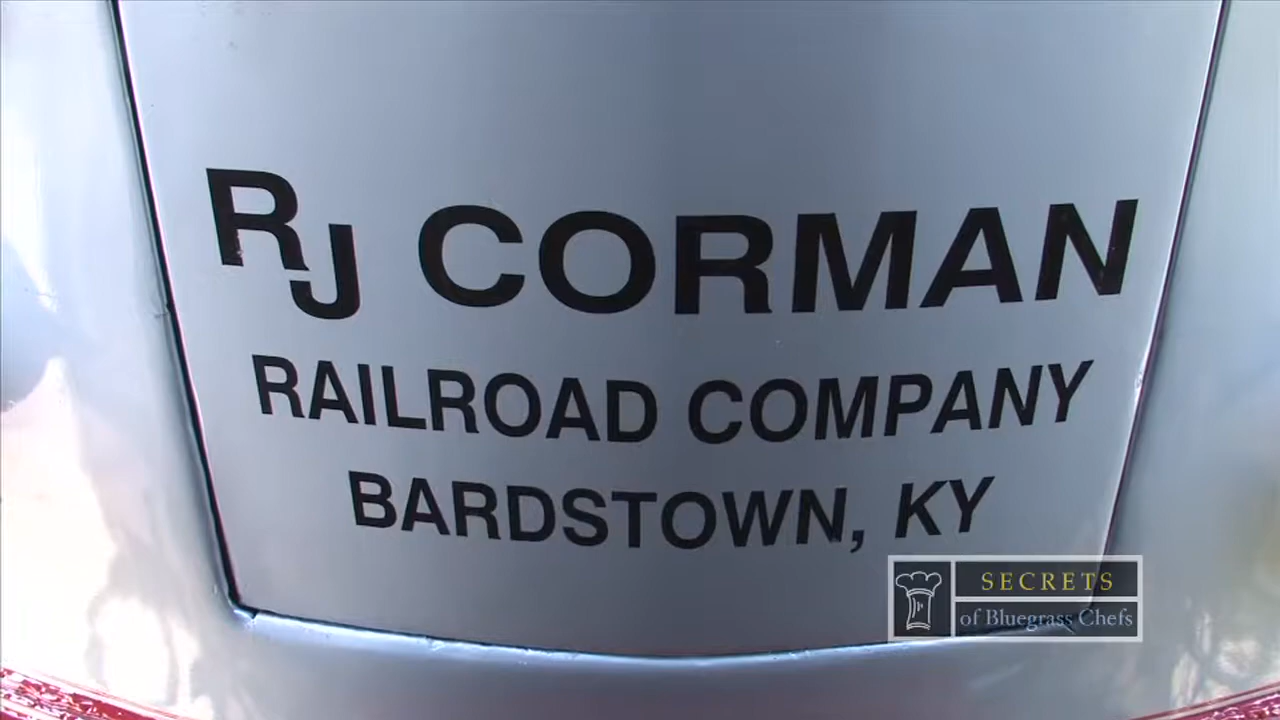 RJ CORMAN
RAILROAD COMPANY
BARDSTOWN, KY
SECRETS
of Bluegrass Chefs